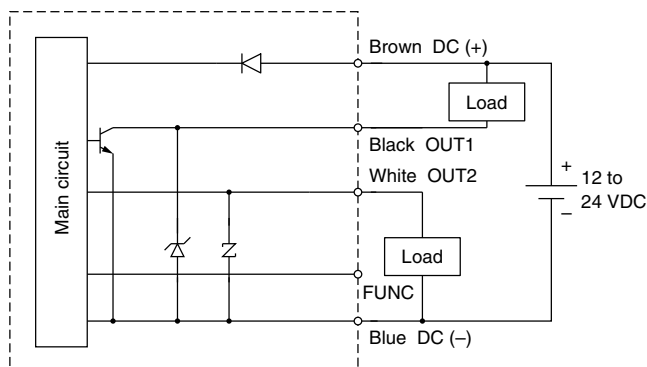 Brown DC (+)
Load
Black OUT1
White OUT2
Main circuit
+
12 to
24 VDC
–
Load
FUNC
Blue DC (–)